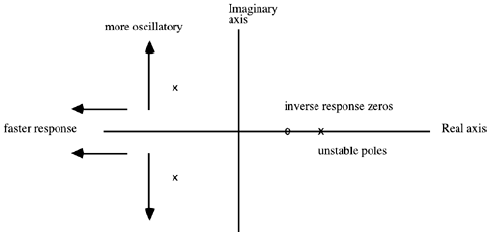 Imaginary
axis
more oscillatory
x
inverse response zeros
faster response
o x
Real axis
unstable poles
x